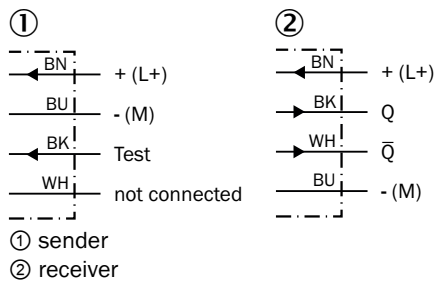 ① ②
BN + (L+)
BU - (M)
BK Test
WH not connected
BN + (L+)
BK Q
WH Q̅
BU - (M)
① sender
② receiver